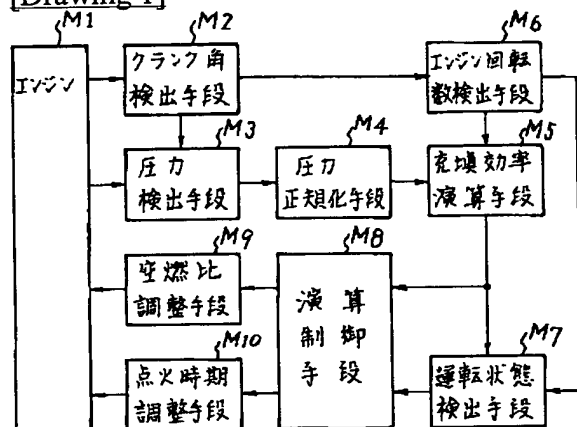 [Drawing 1]
M1
M2
M6
エンジン
クランク角
検出手段
エンジン回転
数検出手段
M3
M4
M5
圧力
検出手段
圧力
正規化手段
充填効率
演算手段
M9
M8
空燃比
調整手段
演算
制御
手段
M10
M7
点火時期
調整手段
運転状態
検出手段